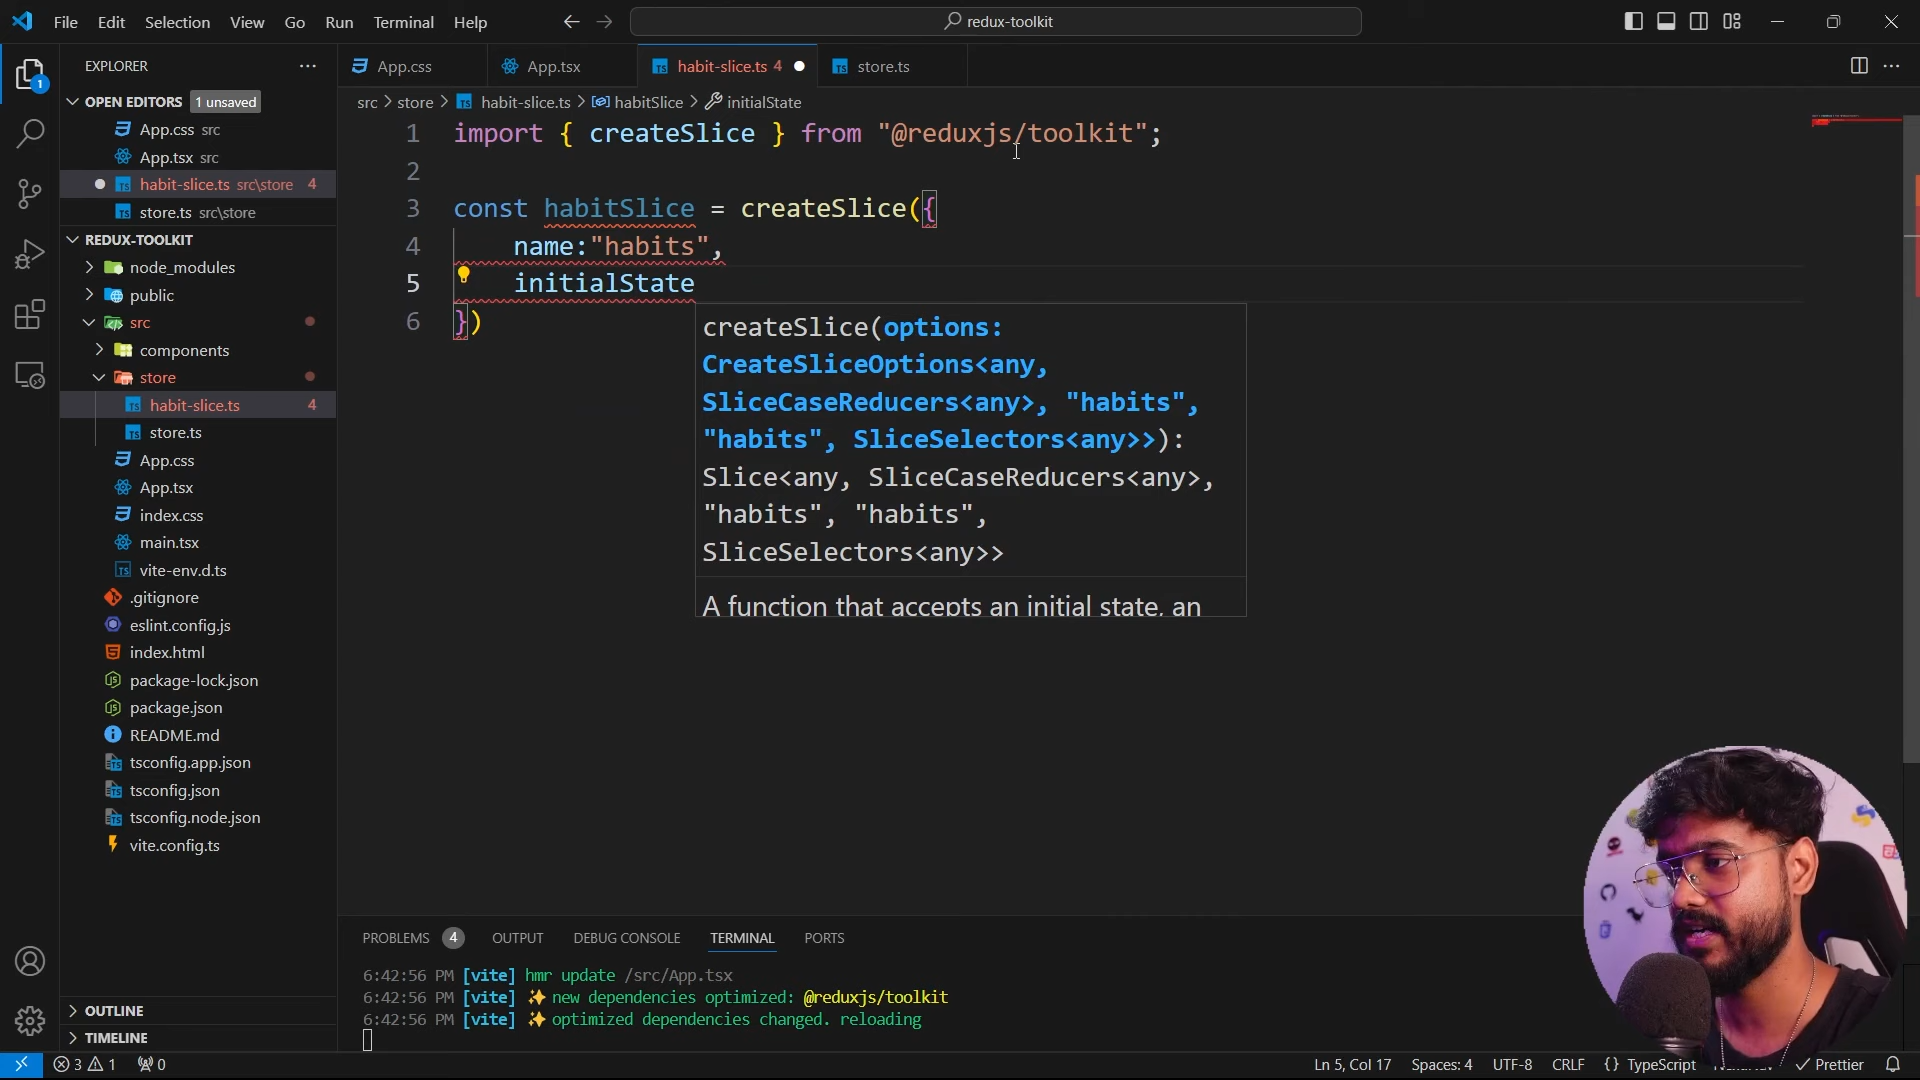 File Edit Selection View Go Run Terminal Help
redux-toolkit
EXPLORER
OPEN EDITORS 1 unsaved
App.css src
App.tsx src
habit-slice.ts src\store 4
store.ts src\store
REDUX-TOOLKIT
node_modules
public
src
components
store
habit-slice.ts 4
store.ts
App.css
App.tsx
index.css
main.tsx
vite-env.d.ts
.gitignore
eslint.config.js
index.html
package-lock.json
package.json
README.md
tsconfig.app.json
tsconfig.json
tsconfig.node.json
vite.config.ts
OUTLINE
TIMELINE
App.css App.tsx habit-slice.ts 4 store.ts
src > store > habit-slice.ts > habitSlice > initialState
1 import { createSlice } from "@reduxjs/toolkit";
2
3 const habitSlice = createSlice({
4 name:"habits",
5 initialState
6 })
createSlice(options:
CreateSliceOptions<any,
SliceCaseReducers<any>, "habits",
"habits", SliceSelectors<any>>):
Slice<any, SliceCaseReducers<any>,
"habits", "habits",
SliceSelectors<any>>
A function that accepts an initial state, an
PROBLEMS 4 OUTPUT DEBUG CONSOLE TERMINAL PORTS
6:42:56 PM [vite] hmr update /src/App.tsx
6:42:56 PM [vite] ✨ new dependencies optimized: @reduxjs/toolkit
6:42:56 PM [vite] ✨ optimized dependencies changed. reloading
3 1 0
Ln 5, Col 17 Spaces: 4 UTF-8 CRLF {} TypeScript Prettier